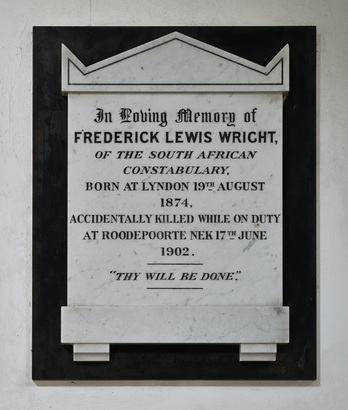 In Loving Memory of
FREDERICK LEWIS WRIGHT,
OF THE SOUTH AFRICAN
CONSTABULARY,
BORN AT LYNDON 19TH AUGUST
1874,
ACCIDENTALLY KILLED WHILE ON DUTY
AT ROODEPOORTE NEK 17TH JUNE
1902.
"THY WILL BE DONE."